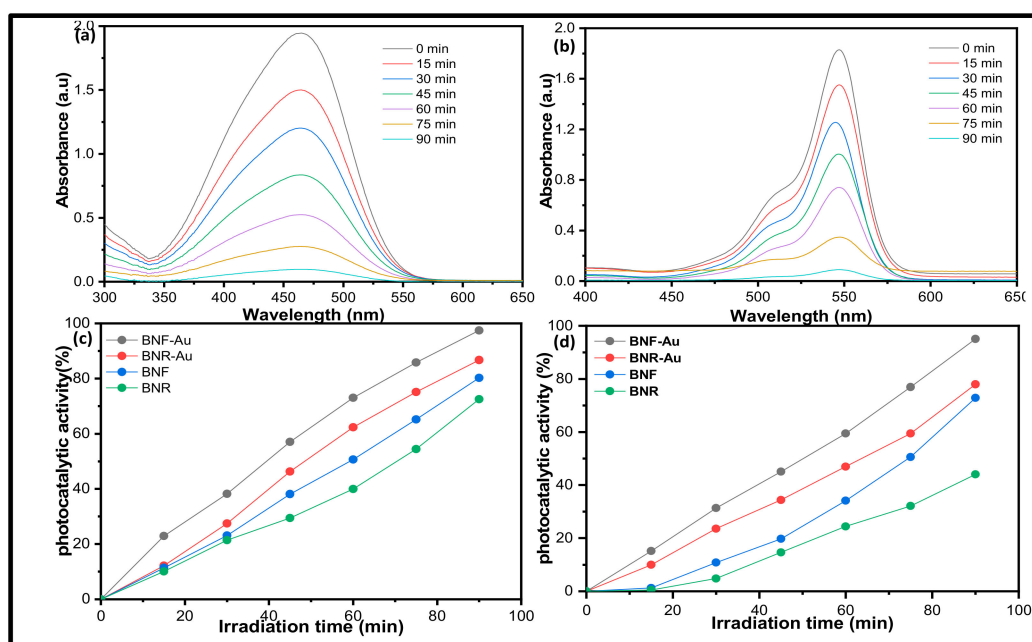 (a)
2.0
1.5
1.0
0.5
0.0
Absorbance (a.u)
0 min
15 min
30 min
45 min
60 min
75 min
90 min
300 350 400 450 500 550 600 650
Wavelength (nm)
(b)
1.8
1.6
1.2
0.8
0.4
0.0
Absorbance (a.u)
0 min
15 min
30 min
45 min
60 min
75 min
90 min
400 450 500 550 600 650
Wavelength (nm)
(c)
100
80
60
40
20
0
photocatalytic activity(%)
BNF-Au
BNR-Au
BNF
BNR
0 20 40 60 80 100
Irradiation time (min)
(d)
100
80
60
40
20
0
photocatalytic activity (%)
BNF-Au
BNR-Au
BNF
BNR
0 20 40 60 80 100
Irradiation time (min)